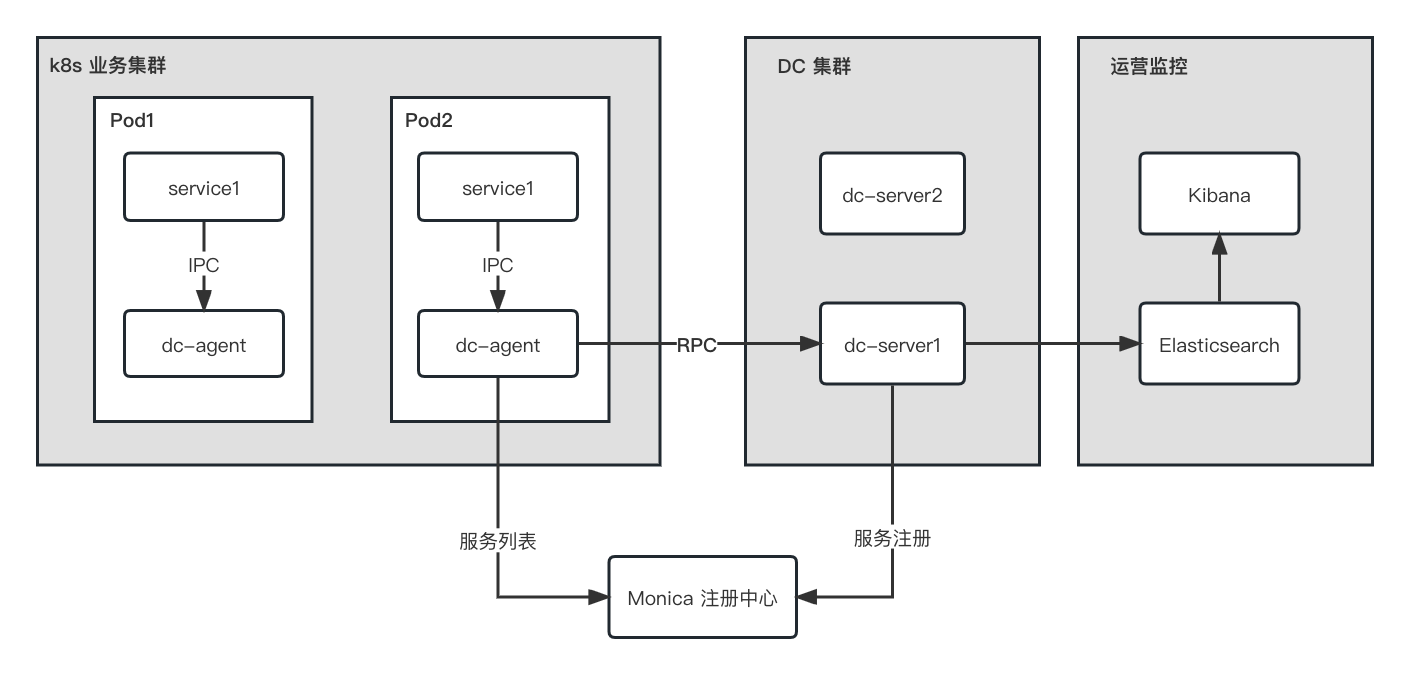 k8s 业务集群
Pod1
service1
IPC
dc-agent
Pod2
service1
IPC
dc-agent
RPC
DC 集群
dc-server2
dc-server1
运营监控
Kibana
Elasticsearch
服务列表
服务注册
Monica 注册中心